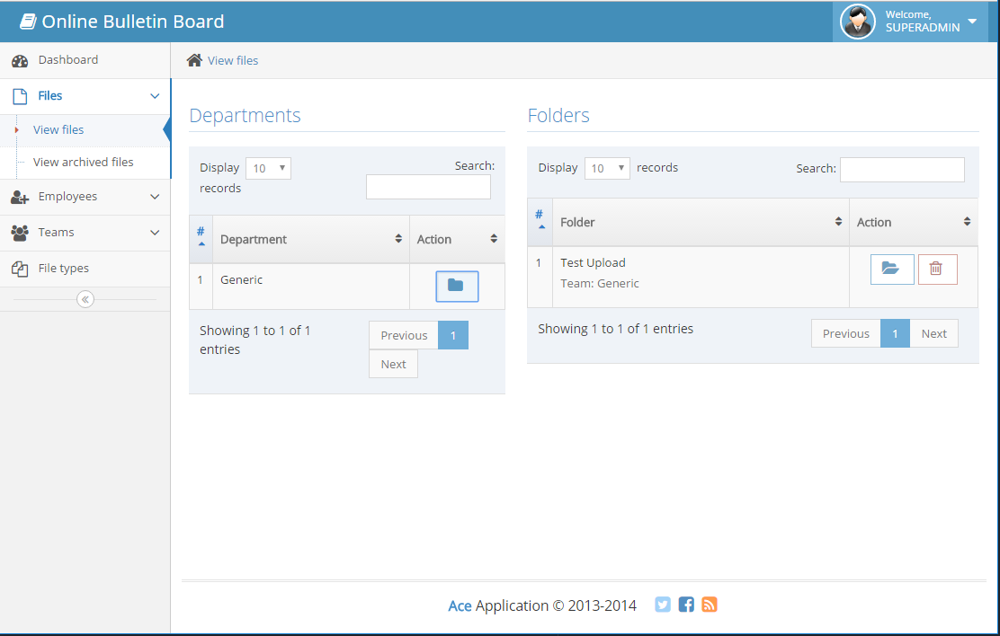 Online Bulletin Board
Welcome,
SUPERADMIN
Dashboard
Files
View files
View archived files
Employees
Teams
File types
View files
Departments
Display 10 records
Search:
# Department Action
1 Generic
Showing 1 to 1 of 1
entries
Previous 1
Next
Folders
Display 10 records Search:
# Folder Action
1 Test Upload
Team: Generic
Showing 1 to 1 of 1 entries Previous 1 Next
Ace Application © 2013-2014